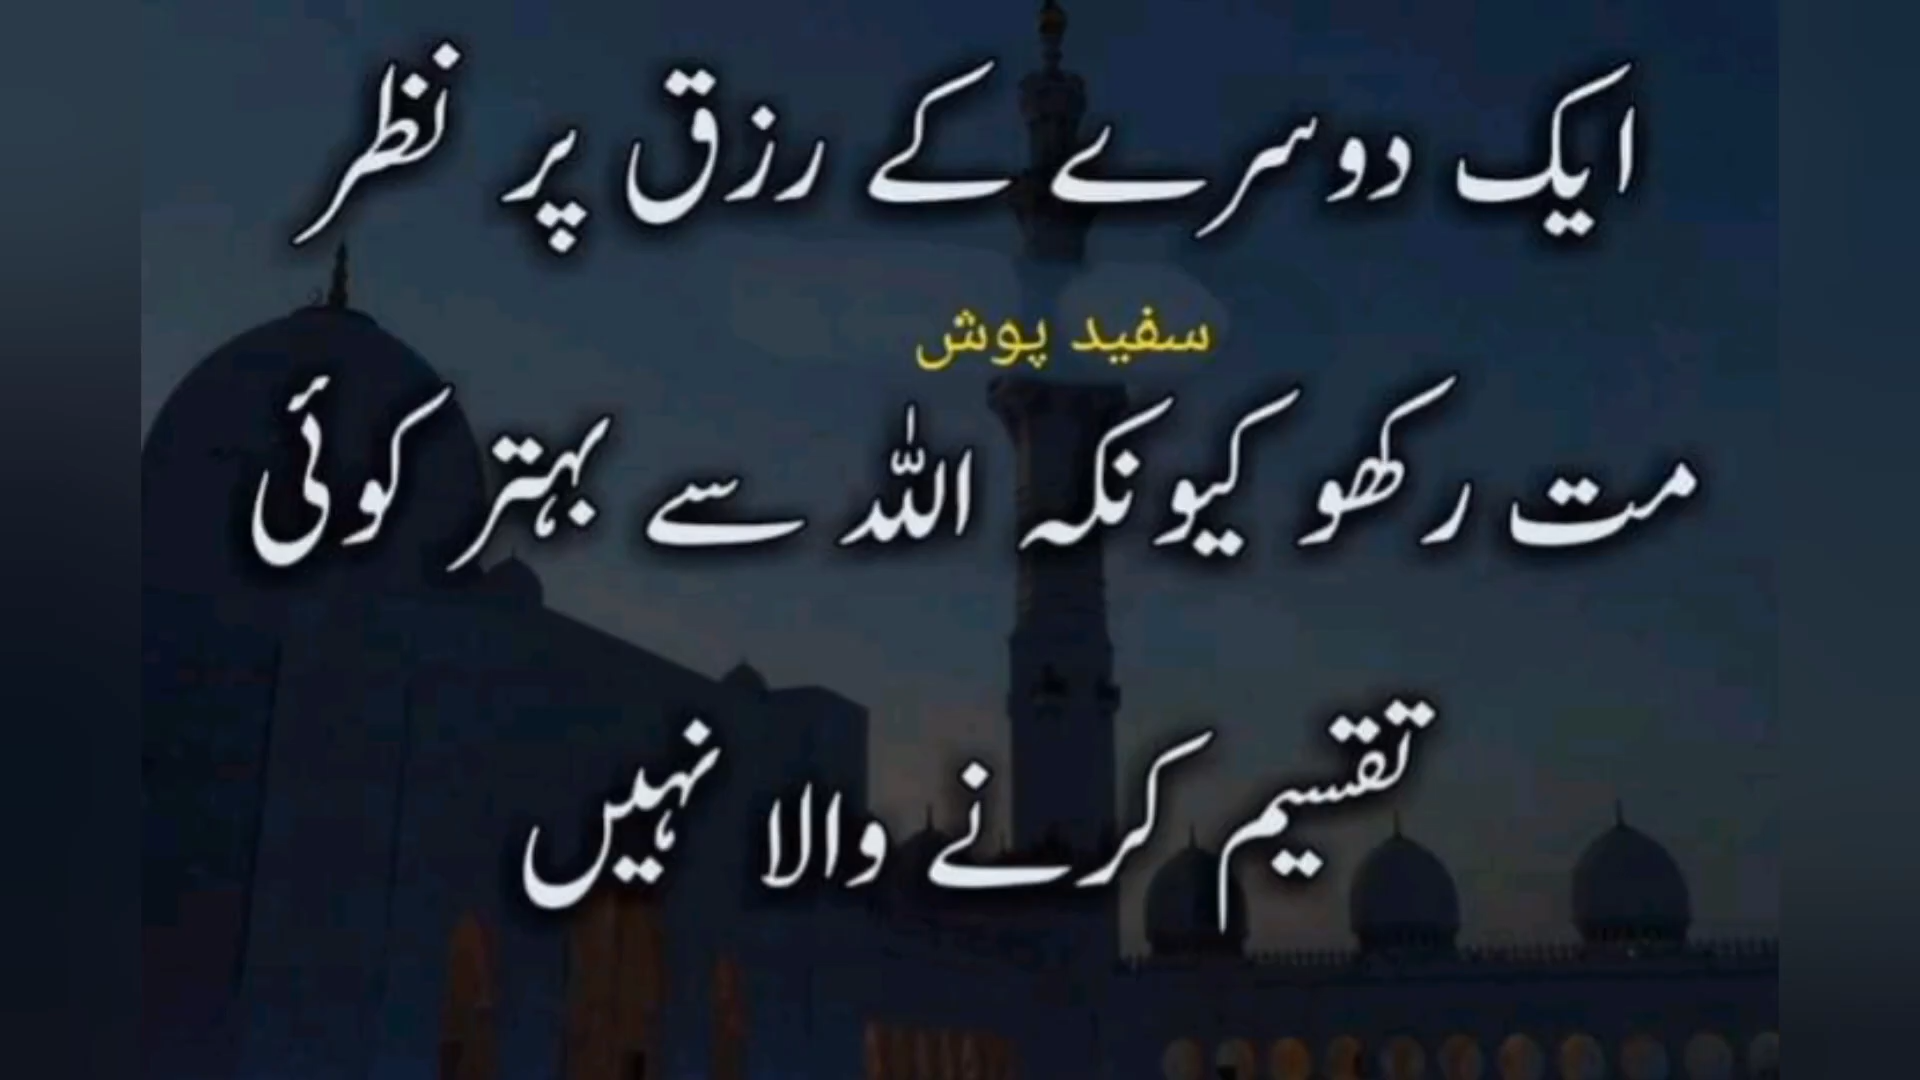 ایک دوسرے کے رزق پر نظر
سفید پوش
مت رکھو کیونکہ اللہ سے بہتر کوئی
تقسیم کرنے والا نہیں